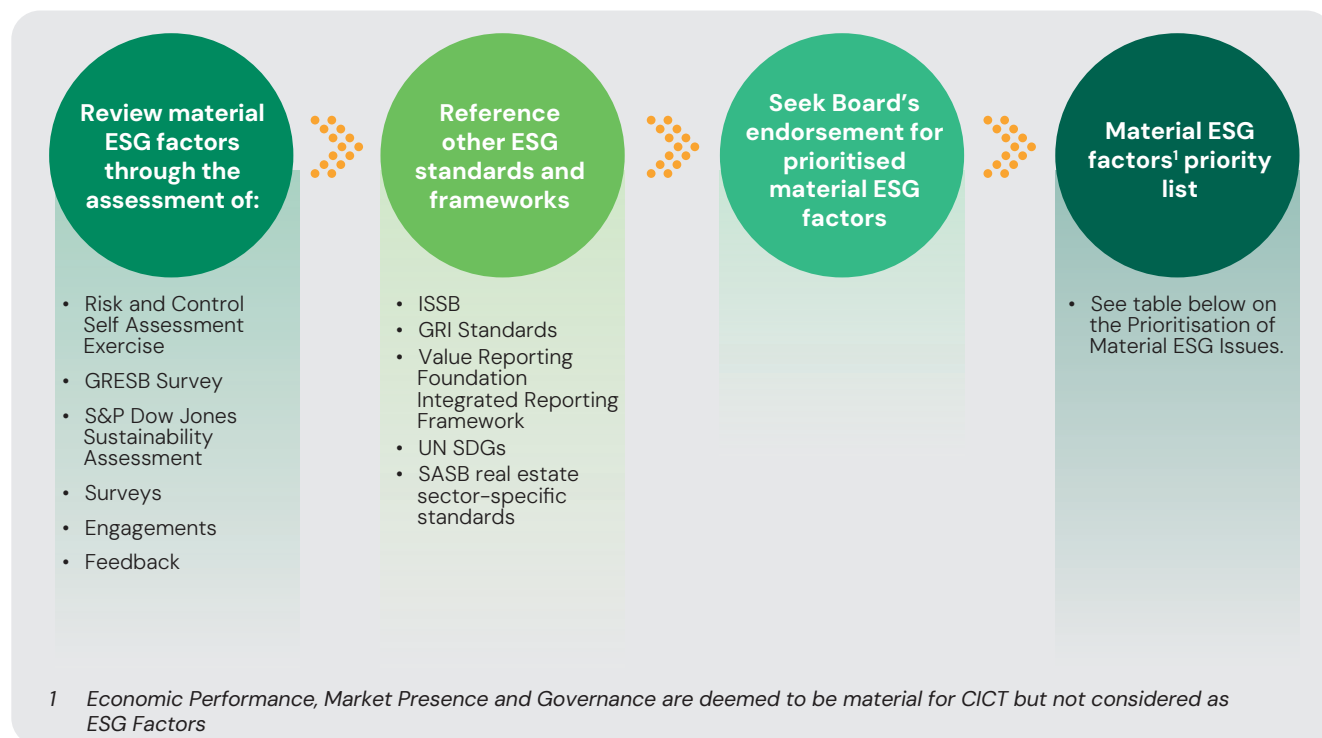 Review material
ESG factors
through the
assessment of:
• Risk and Control
Self Assessment
Exercise
• GRESB Survey
• S&P Dow Jones
Sustainability
Assessment
• Surveys
• Engagements
• Feedback
Reference
other ESG
standards and
frameworks
• ISSB
• GRI Standards
• Value Reporting
Foundation
Integrated Reporting
Framework
• UN SDGs
• SASB real estate
sector-specific
standards
Seek Board’s
endorsement for
prioritised
material ESG
factors
Material ESG
factors¹ priority
list
• See table below on
the Prioritisation of
Material ESG Issues.
1 Economic Performance, Market Presence and Governance are deemed to be material for CICT but not considered as
ESG Factors